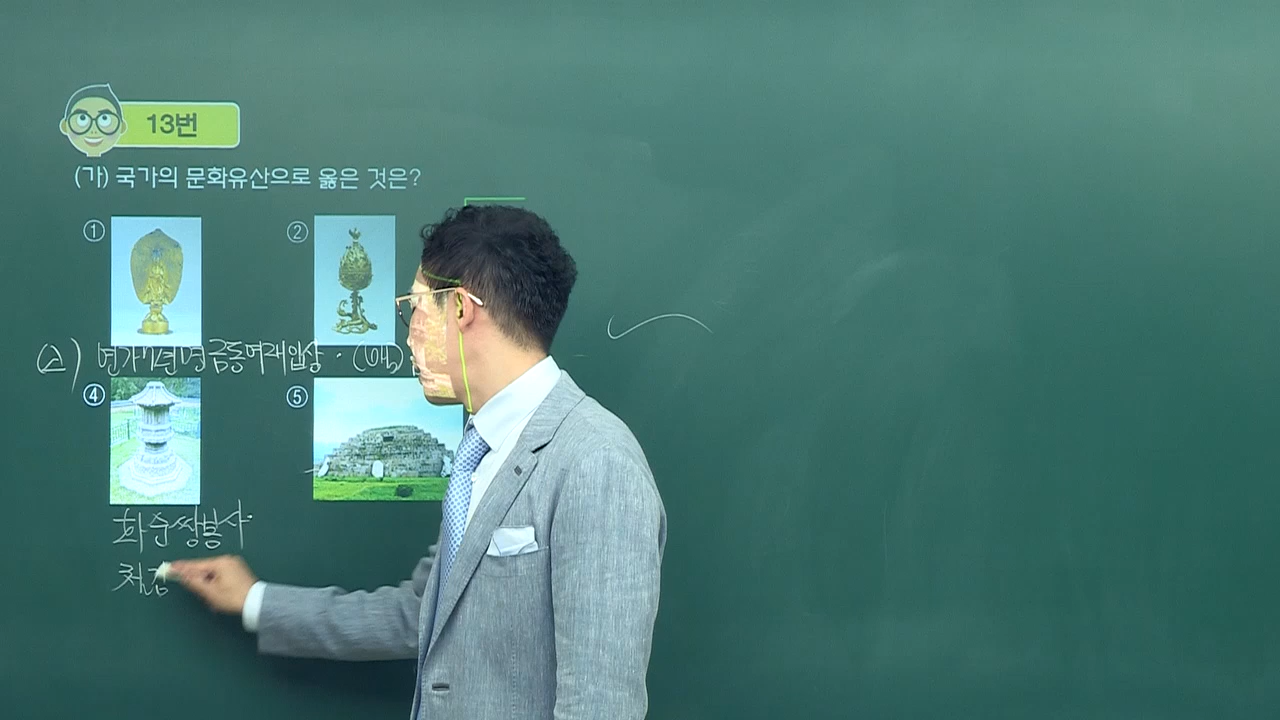 13번
(가) 국가의 문화유산으로 옳은 것은?
① ②
연가7년명금동여래입상 · (백)
④ ⑤
화순쌍봉사
철감